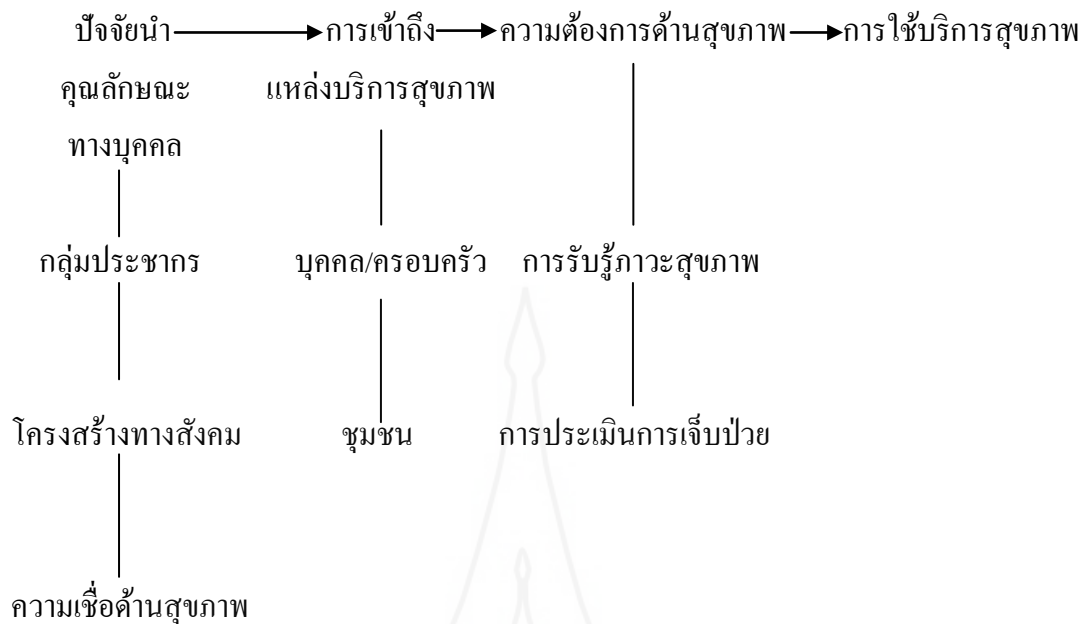 ปัจจัยนำ การเข้าถึง ความต้องการด้านสุขภาพ การใช้บริการสุขภาพ
คุณลักษณะ แหล่งบริการสุขภาพ
ทางบุคคล
กลุ่มประชากร บุคคล/ครอบครัว การรับรู้ภาวะสุขภาพ
โครงสร้างทางสังคม ชุมชน การประเมินการเจ็บป่วย
ความเชื่อด้านสุขภาพ